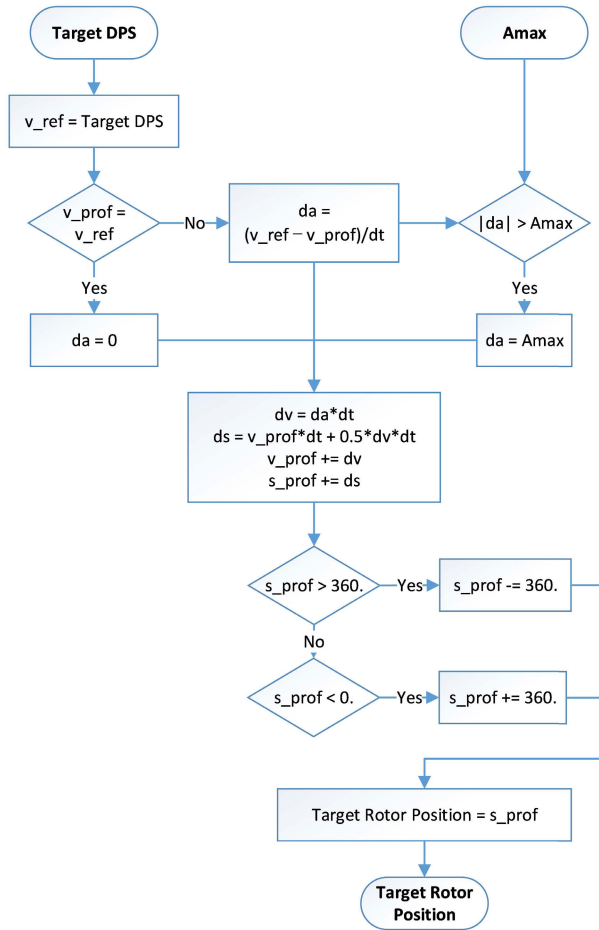 Target DPS
Amax
v_ref = Target DPS
v_prof =
v_ref
No
da =
(v_ref – v_prof)/dt
|da| > Amax
Yes
Yes
da = 0
da = Amax
dv = da*dt
ds = v_prof*dt + 0.5*dv*dt
v_prof += dv
s_prof += ds
s_prof > 360.
Yes
s_prof -= 360.
No
s_prof < 0.
Yes
s_prof += 360.
Target Rotor Position = s_prof
Target Rotor
Position